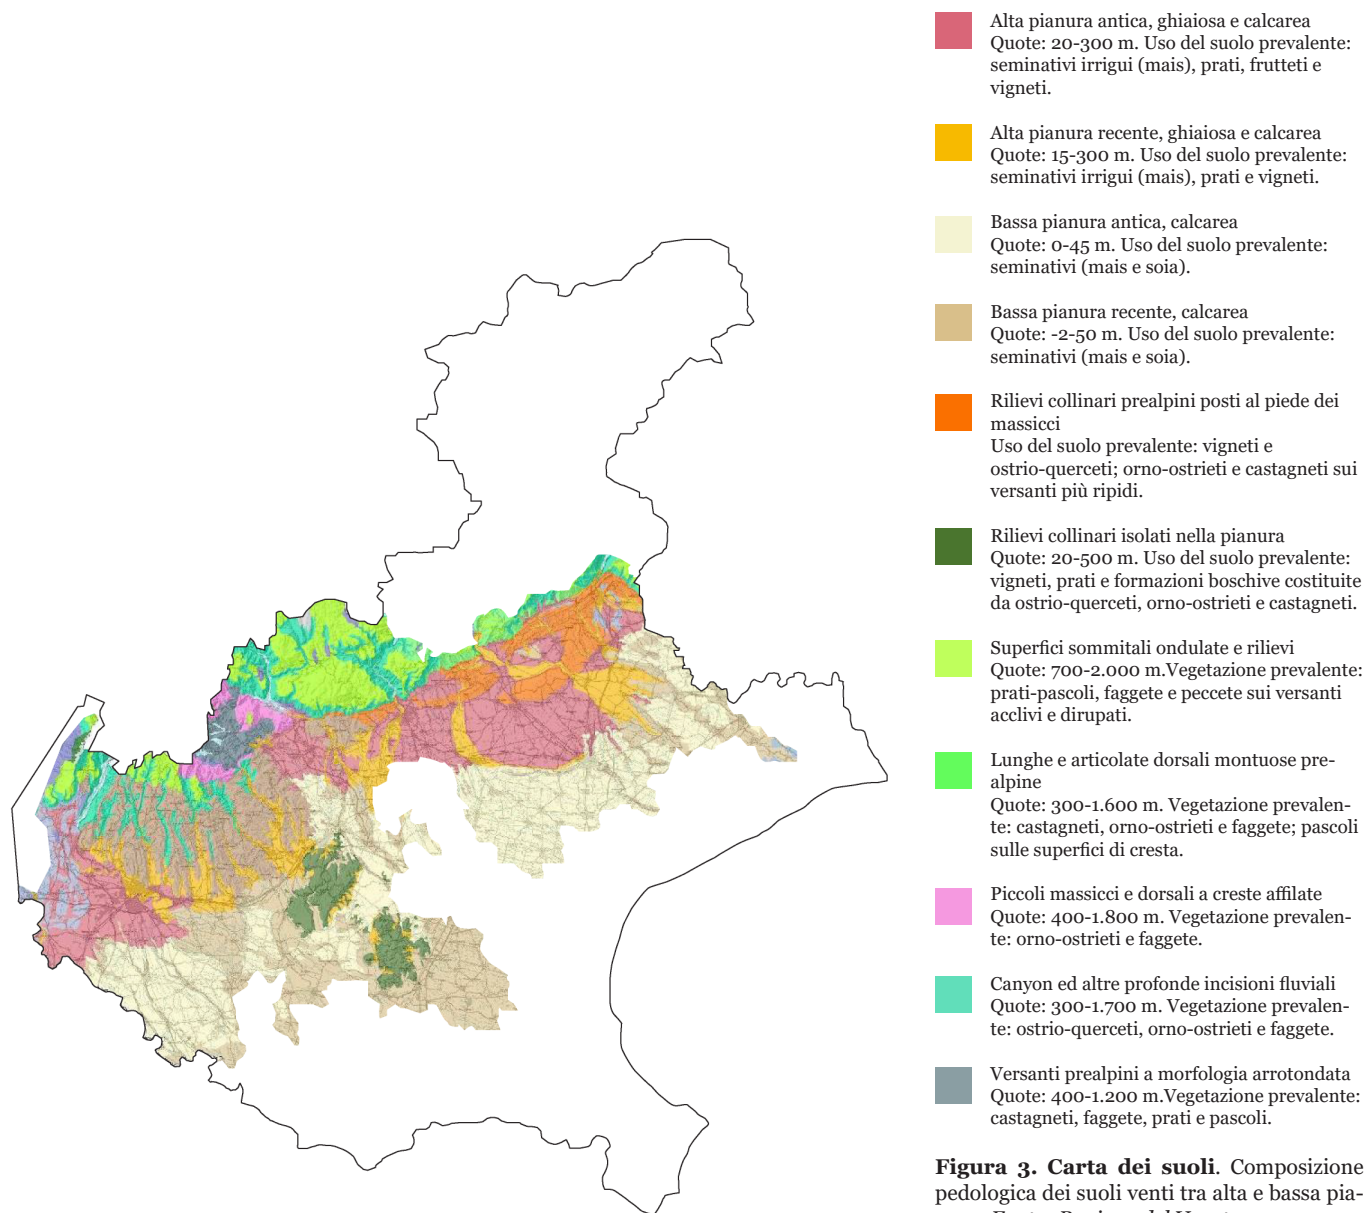 Alta pianura antica, ghiaiosa e calcarea
Quote: 20-300 m. Uso del suolo prevalente:
seminativi irrigui (mais), prati, frutteti e
vigneti.
Alta pianura recente, ghiaiosa e calcarea
Quote: 15-300 m. Uso del suolo prevalente:
seminativi irrigui (mais), prati e vigneti.
Bassa pianura antica, calcarea
Quote: 0-45 m. Uso del suolo prevalente:
seminativi (mais e soia).
Bassa pianura recente, calcarea
Quote: -2-50 m. Uso del suolo prevalente:
seminativi (mais e soia).
Rilievi collinari prealpini posti al piede dei
massicci
Uso del suolo prevalente: vigneti e
ostrio-querceti; orno-ostrieti e castagneti sui
versanti più ripidi.
Rilievi collinari isolati nella pianura
Quote: 20-500 m. Uso del suolo prevalente:
vigneti, prati e formazioni boschive costituite
da ostrio-querceti, orno-ostrieti e castagneti.
Superfici sommitali ondulate e rilievi
Quote: 700-2.000 m.Vegetazione prevalente:
prati-pascoli, faggete e peccete sui versanti
acclivi e dirupati.
Lunghe e articolate dorsali montuose pre-
alpine
Quote: 300-1.600 m. Vegetazione prevalen-
te: castagneti, orno-ostrieti e faggete; pascoli
sulle superfici di cresta.
Piccoli massicci e dorsali a creste affilate
Quote: 400-1.800 m. Vegetazione prevalen-
te: orno-ostrieti e faggete.
Canyon ed altre profonde incisioni fluviali
Quote: 300-1.700 m. Vegetazione prevalen-
te: ostrio-querceti, orno-ostrieti e faggete.
Versanti prealpini a morfologia arrotondata
Quote: 400-1.200 m.Vegetazione prevalente:
castagneti, faggete, prati e pascoli.
Figura 3. Carta dei suoli. Composizione
pedologica dei suoli venti tra alta e bassa pia-